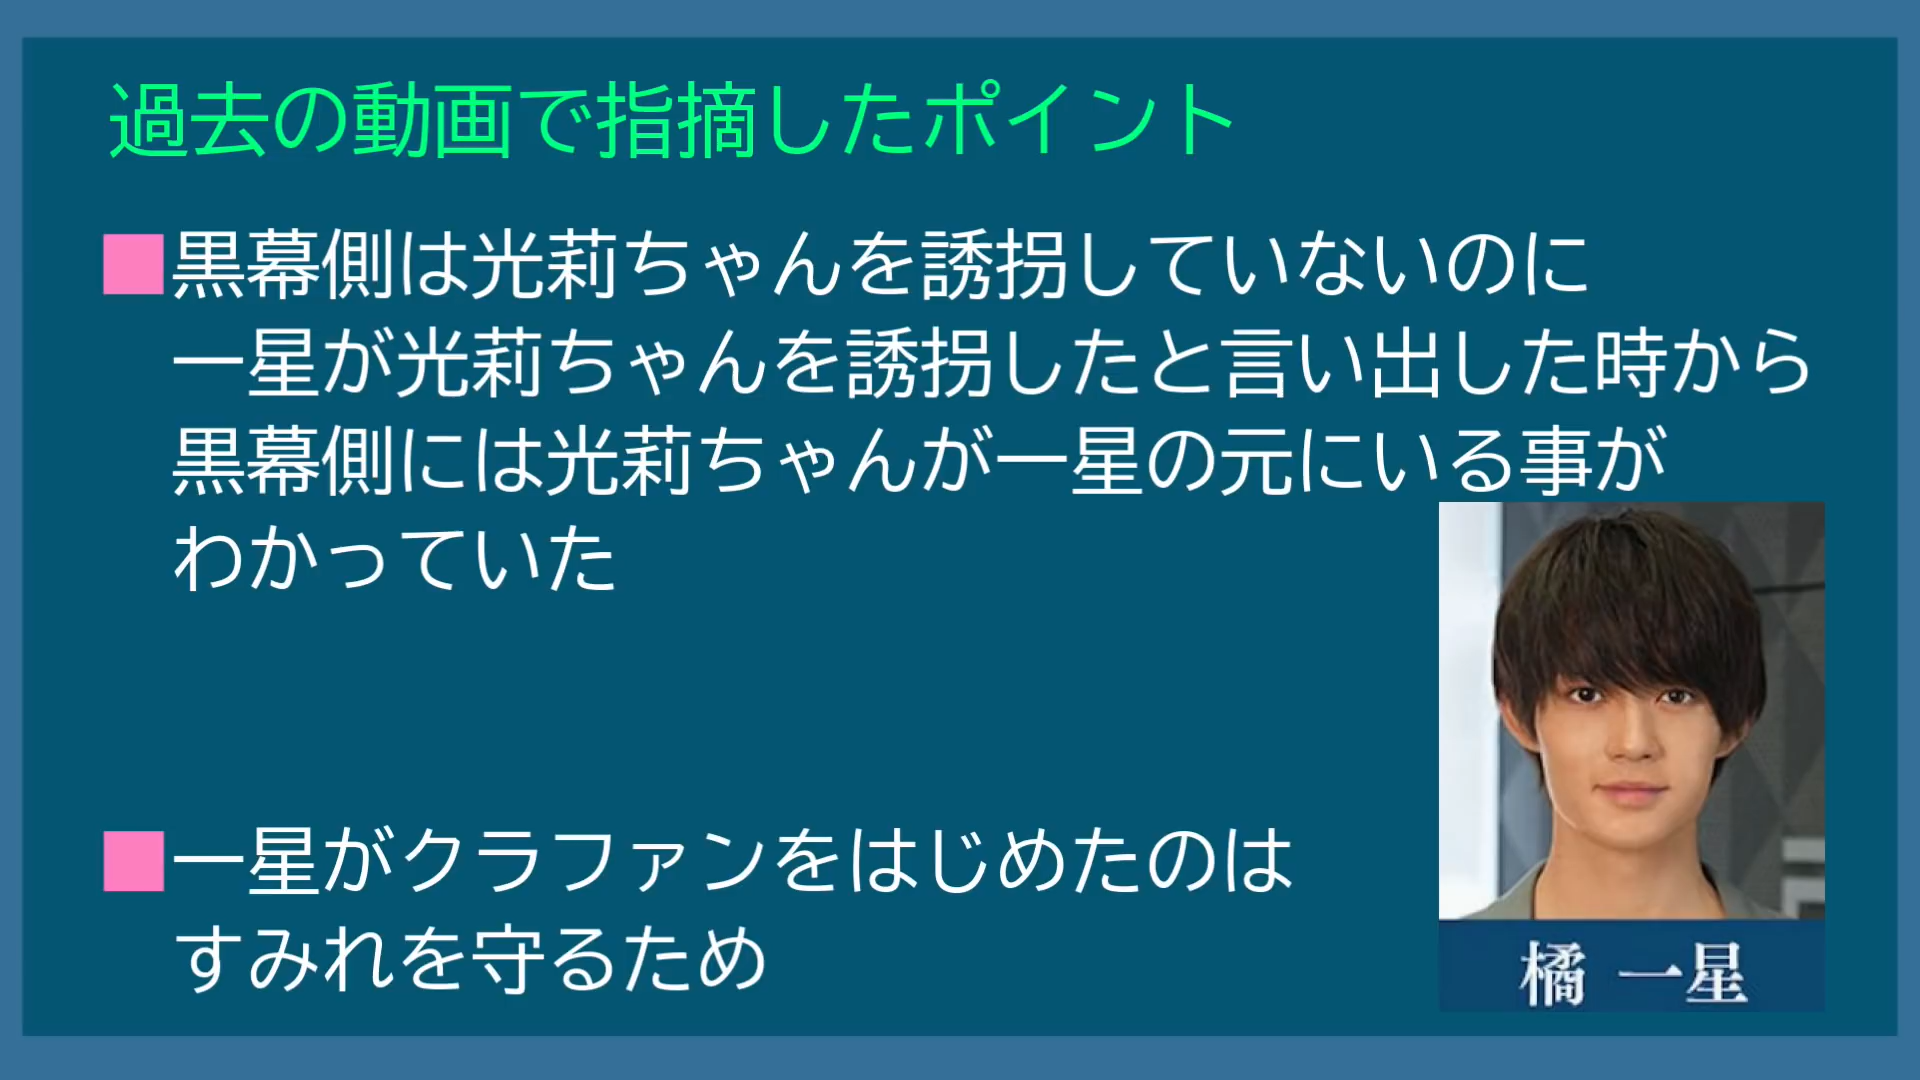 過去の動画で指摘したポイント
■黒幕側は光莉ちゃんを誘拐していないのに
一星が光莉ちゃんを誘拐したと言い出した時から
黒幕側には光莉ちゃんが一星の元にいる事が
わかっていた
■一星がクラファンをはじめたのは
すみれを守るため
橘 一星